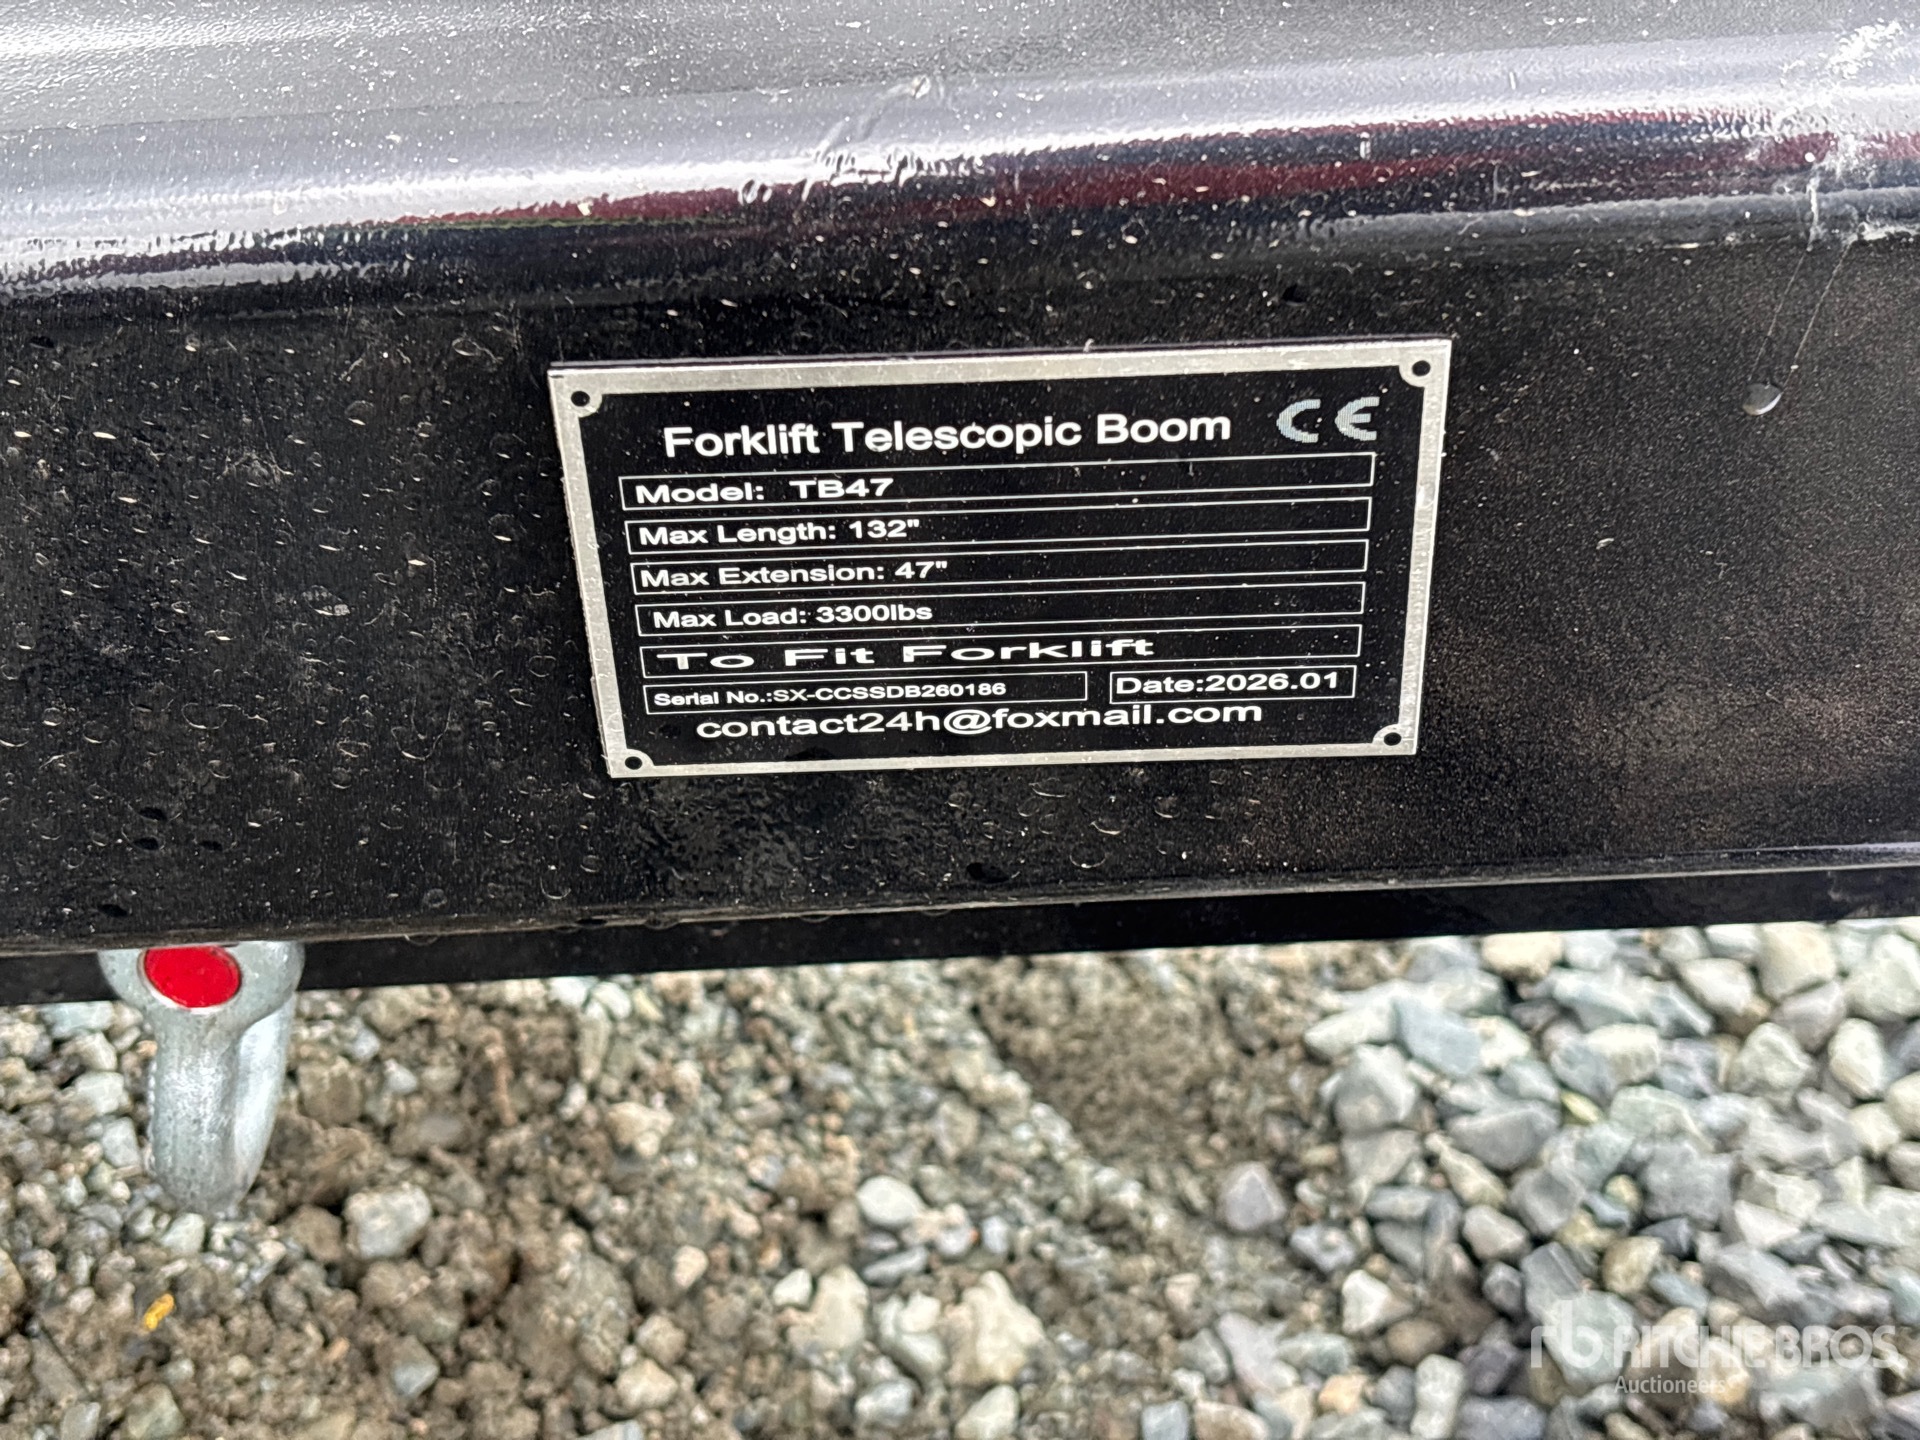 Forklift Telescopic Boom CE
Model: TB47
Max Length: 132"
Max Extension: 47"
Max Load: 3300lbs
To Fit Forklift
Serial No.:SX-CCSSDB260186 Date:2026.01
contact24h@foxmail.com
rb RITCHIE BROS
Auctioneers